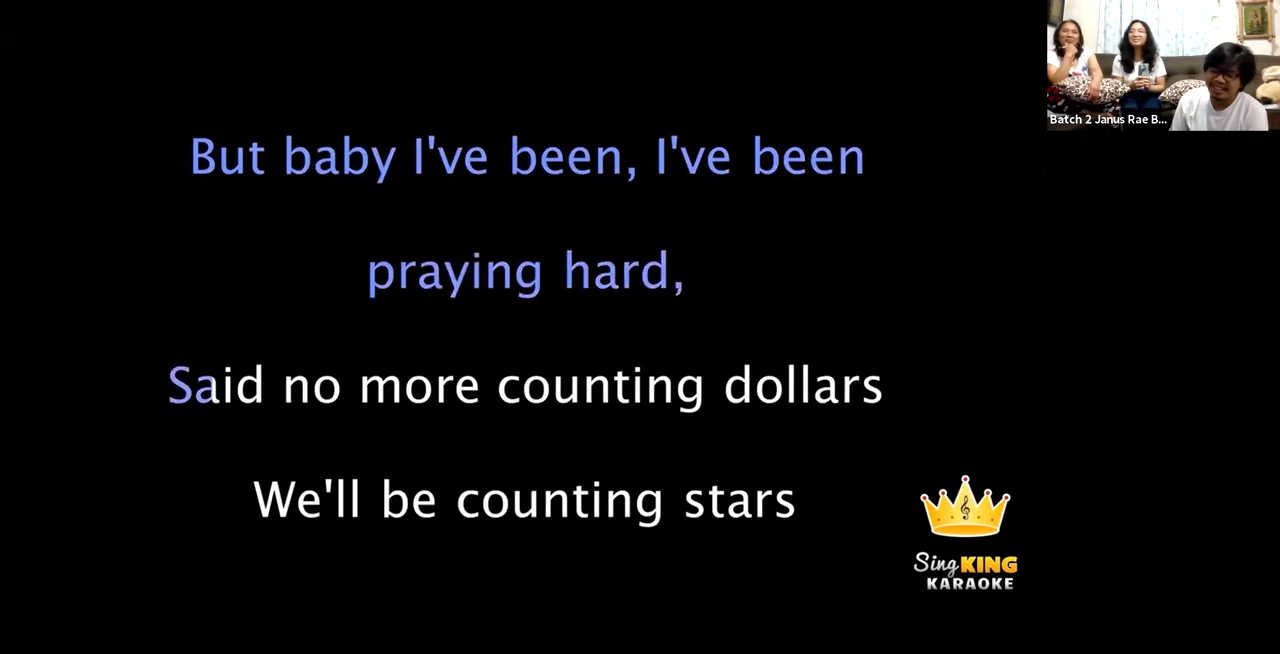 But baby I've been, I've been
praying hard,
Said no more counting dollars
We'll be counting stars
Sing KING
KARAOKE
Batch 2 Janus Rae B...